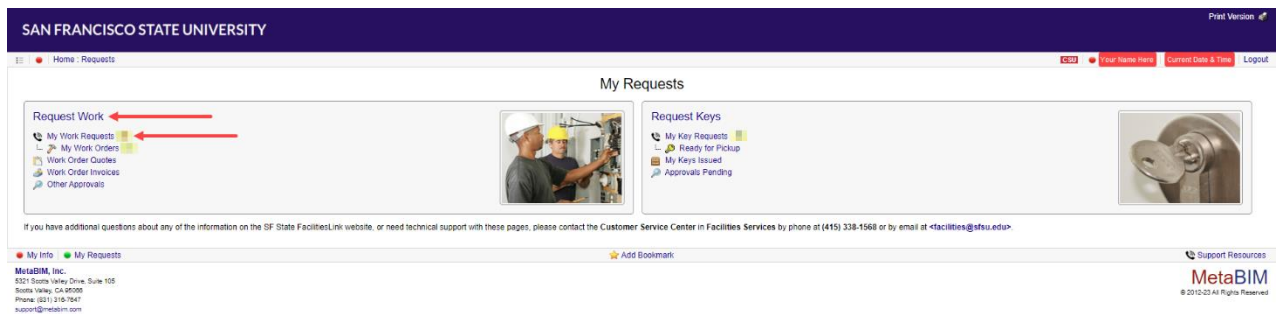 Print Version
SAN FRANCISCO STATE UNIVERSITY
Home : Requests
CSU Your Name Here Current Date & Time Logout
My Requests
Request Work
My Work Requests
My Work Orders
Work Order Quotes
Work Order Invoices
Other Approvals
Request Keys
My Key Requests
Ready for Pickup
My Keys Issued
Approvals Pending
If you have additional questions about any of the information on the SF State FacilitiesLink website, or need technical support with these pages, please contact the Customer Service Center in Facilities Services by phone at (415) 338-1568 or by email at <facilities@sfsu.edu>.
My Info My Requests Add Bookmark Support Resources
MetaBIM, Inc.
5321 Scotts Valley Drive, Suite 105
Scotts Valley, CA 95066
Phone: (831) 316-7647
support@metabim.com
MetaBIM
© 2012-23 All Rights Reserved